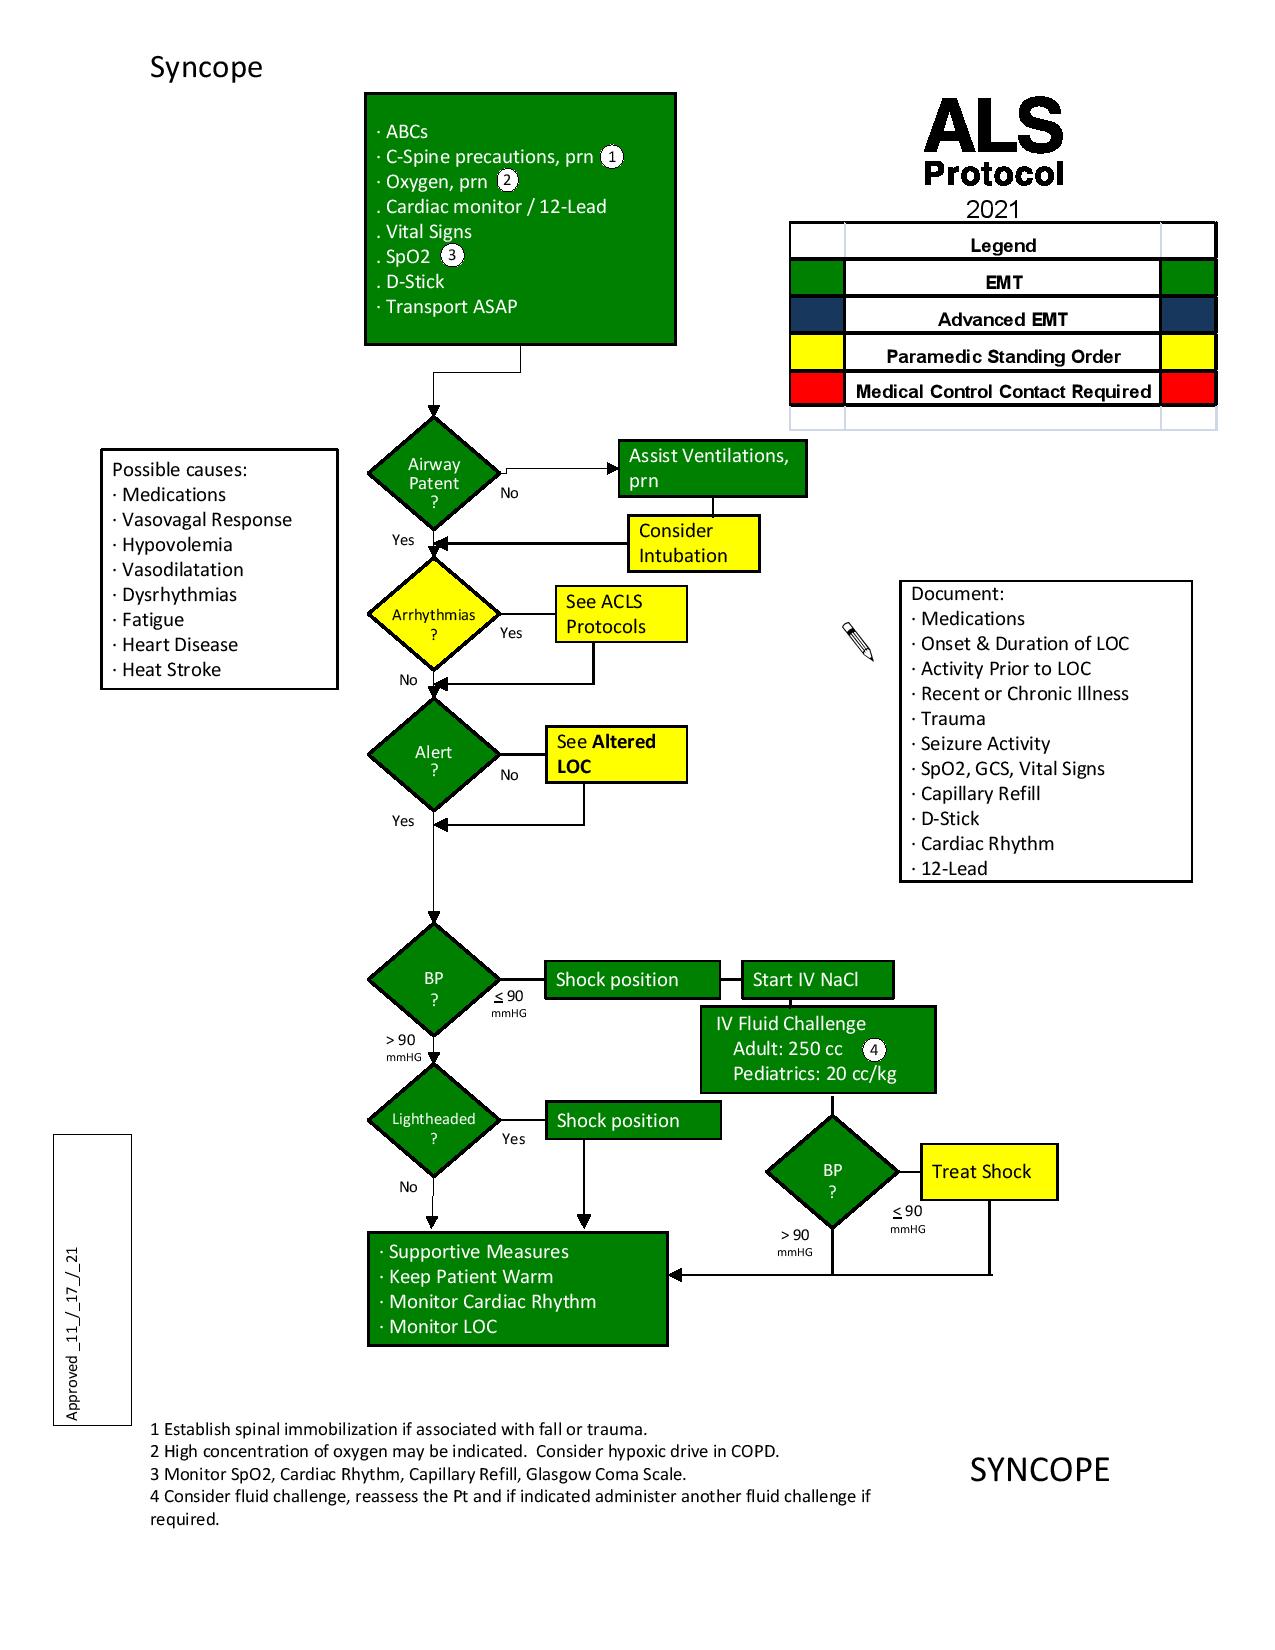 Syncope
· ABCs
· C-Spine precautions, prn 1
· Oxygen, prn 2
. Cardiac monitor / 12-Lead
. Vital Signs
. SpO2 3
. D-Stick
· Transport ASAP
ALS
Protocol
2021
Legend
EMT
Advanced EMT
Paramedic Standing Order
Medical Control Contact Required
Possible causes:
· Medications
· Vasovagal Response
· Hypovolemia
· Vasodilatation
· Dysrhythmias
· Fatigue
· Heart Disease
· Heat Stroke
Airway
Patent
?
No
Yes
Assist Ventilations,
prn
Consider
Intubation
Arrhythmias
?
Yes
No
See ACLS
Protocols
Alert
?
No
Yes
See Altered
LOC
Document:
· Medications
· Onset & Duration of LOC
· Activity Prior to LOC
· Recent or Chronic Illness
· Trauma
· Seizure Activity
· SpO2, GCS, Vital Signs
· Capillary Refill
· D-Stick
· Cardiac Rhythm
· 12-Lead
BP
?
≤ 90
mmHG
> 90
mmHG
Shock position
Start IV NaCl
IV Fluid Challenge
Adult: 250 cc 4
Pediatrics: 20 cc/kg
Lightheaded
?
Yes
No
Shock position
BP
?
≤ 90
mmHG
> 90
mmHG
Treat Shock
· Supportive Measures
· Keep Patient Warm
· Monitor Cardiac Rhythm
· Monitor LOC
Approved _11_/_17_/_21
1 Establish spinal immobilization if associated with fall or trauma.
2 High concentration of oxygen may be indicated.  Consider hypoxic drive in COPD.
3 Monitor SpO2, Cardiac Rhythm, Capillary Refill, Glasgow Coma Scale.
4 Consider fluid challenge, reassess the Pt and if indicated administer another fluid challenge if
required.
SYNCOPE